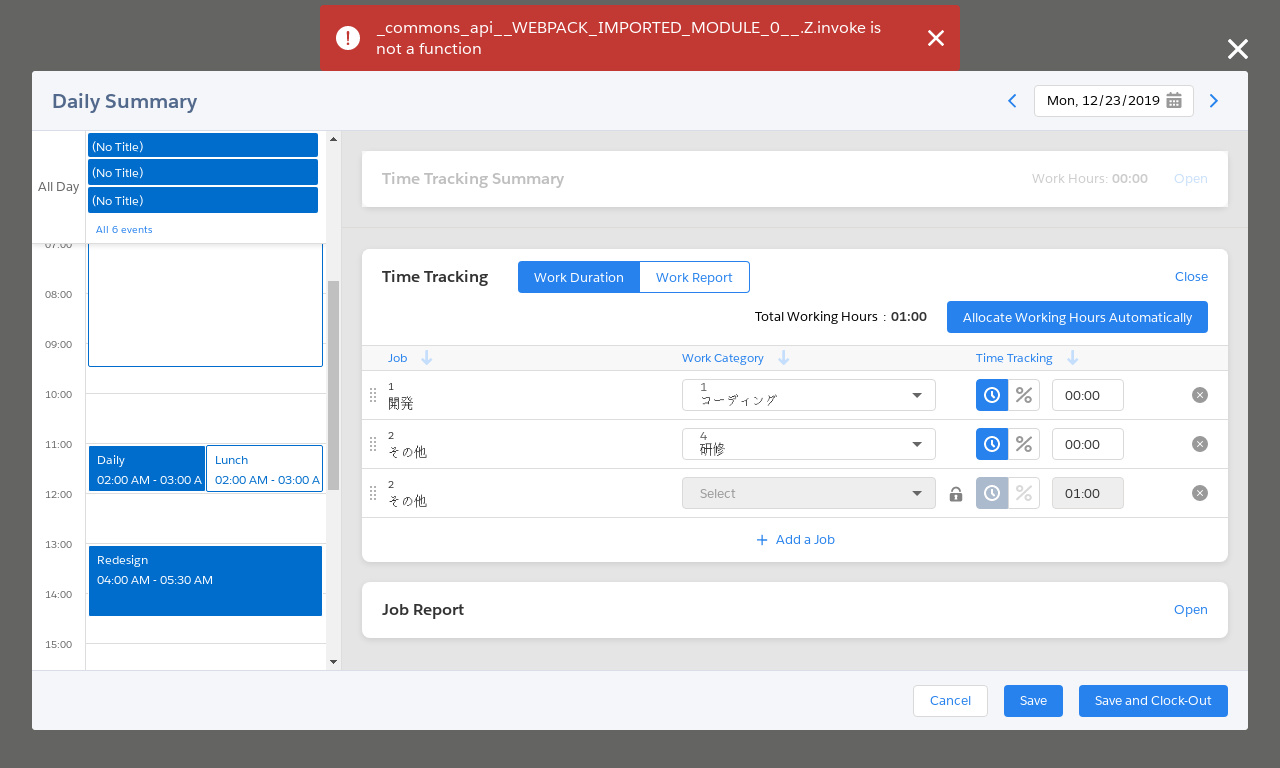 _commons_api__WEBPACK_IMPORTED_MODULE_0__.Z.invoke is
not a function
Daily Summary
Mon, 12/23/2019
All Day
(No Title)
(No Title)
(No Title)
All 6 events
07:00
08:00
09:00
10:00
11:00
Daily
02:00 AM - 03:00 A
Lunch
02:00 AM - 03:00 A
12:00
13:00
Redesign
04:00 AM - 05:30 AM
14:00
15:00
Time Tracking Summary
Work Hours: 00:00
Open
Time Tracking
Work Duration
Work Report
Close
Total Working Hours : 01:00
Allocate Working Hours Automatically
Job
Work Category
Time Tracking
1
開発
1
コーディング
00:00
2
その他
4
研修
00:00
2
その他
Select
01:00
Add a Job
Job Report
Open
Cancel
Save
Save and Clock-Out